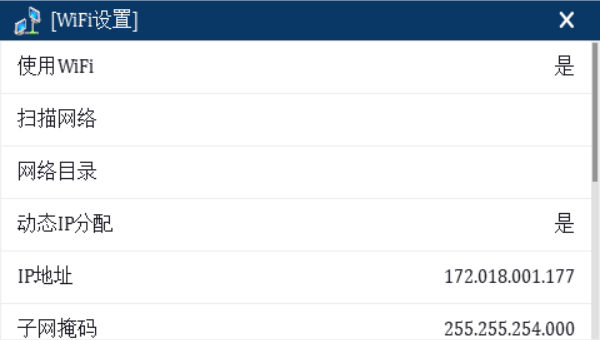 [WiFi设置]
使用WiFi 是
扫描网络
网络目录
动态IP分配 是
IP地址 172.018.001.177
子网掩码 255.255.254.000